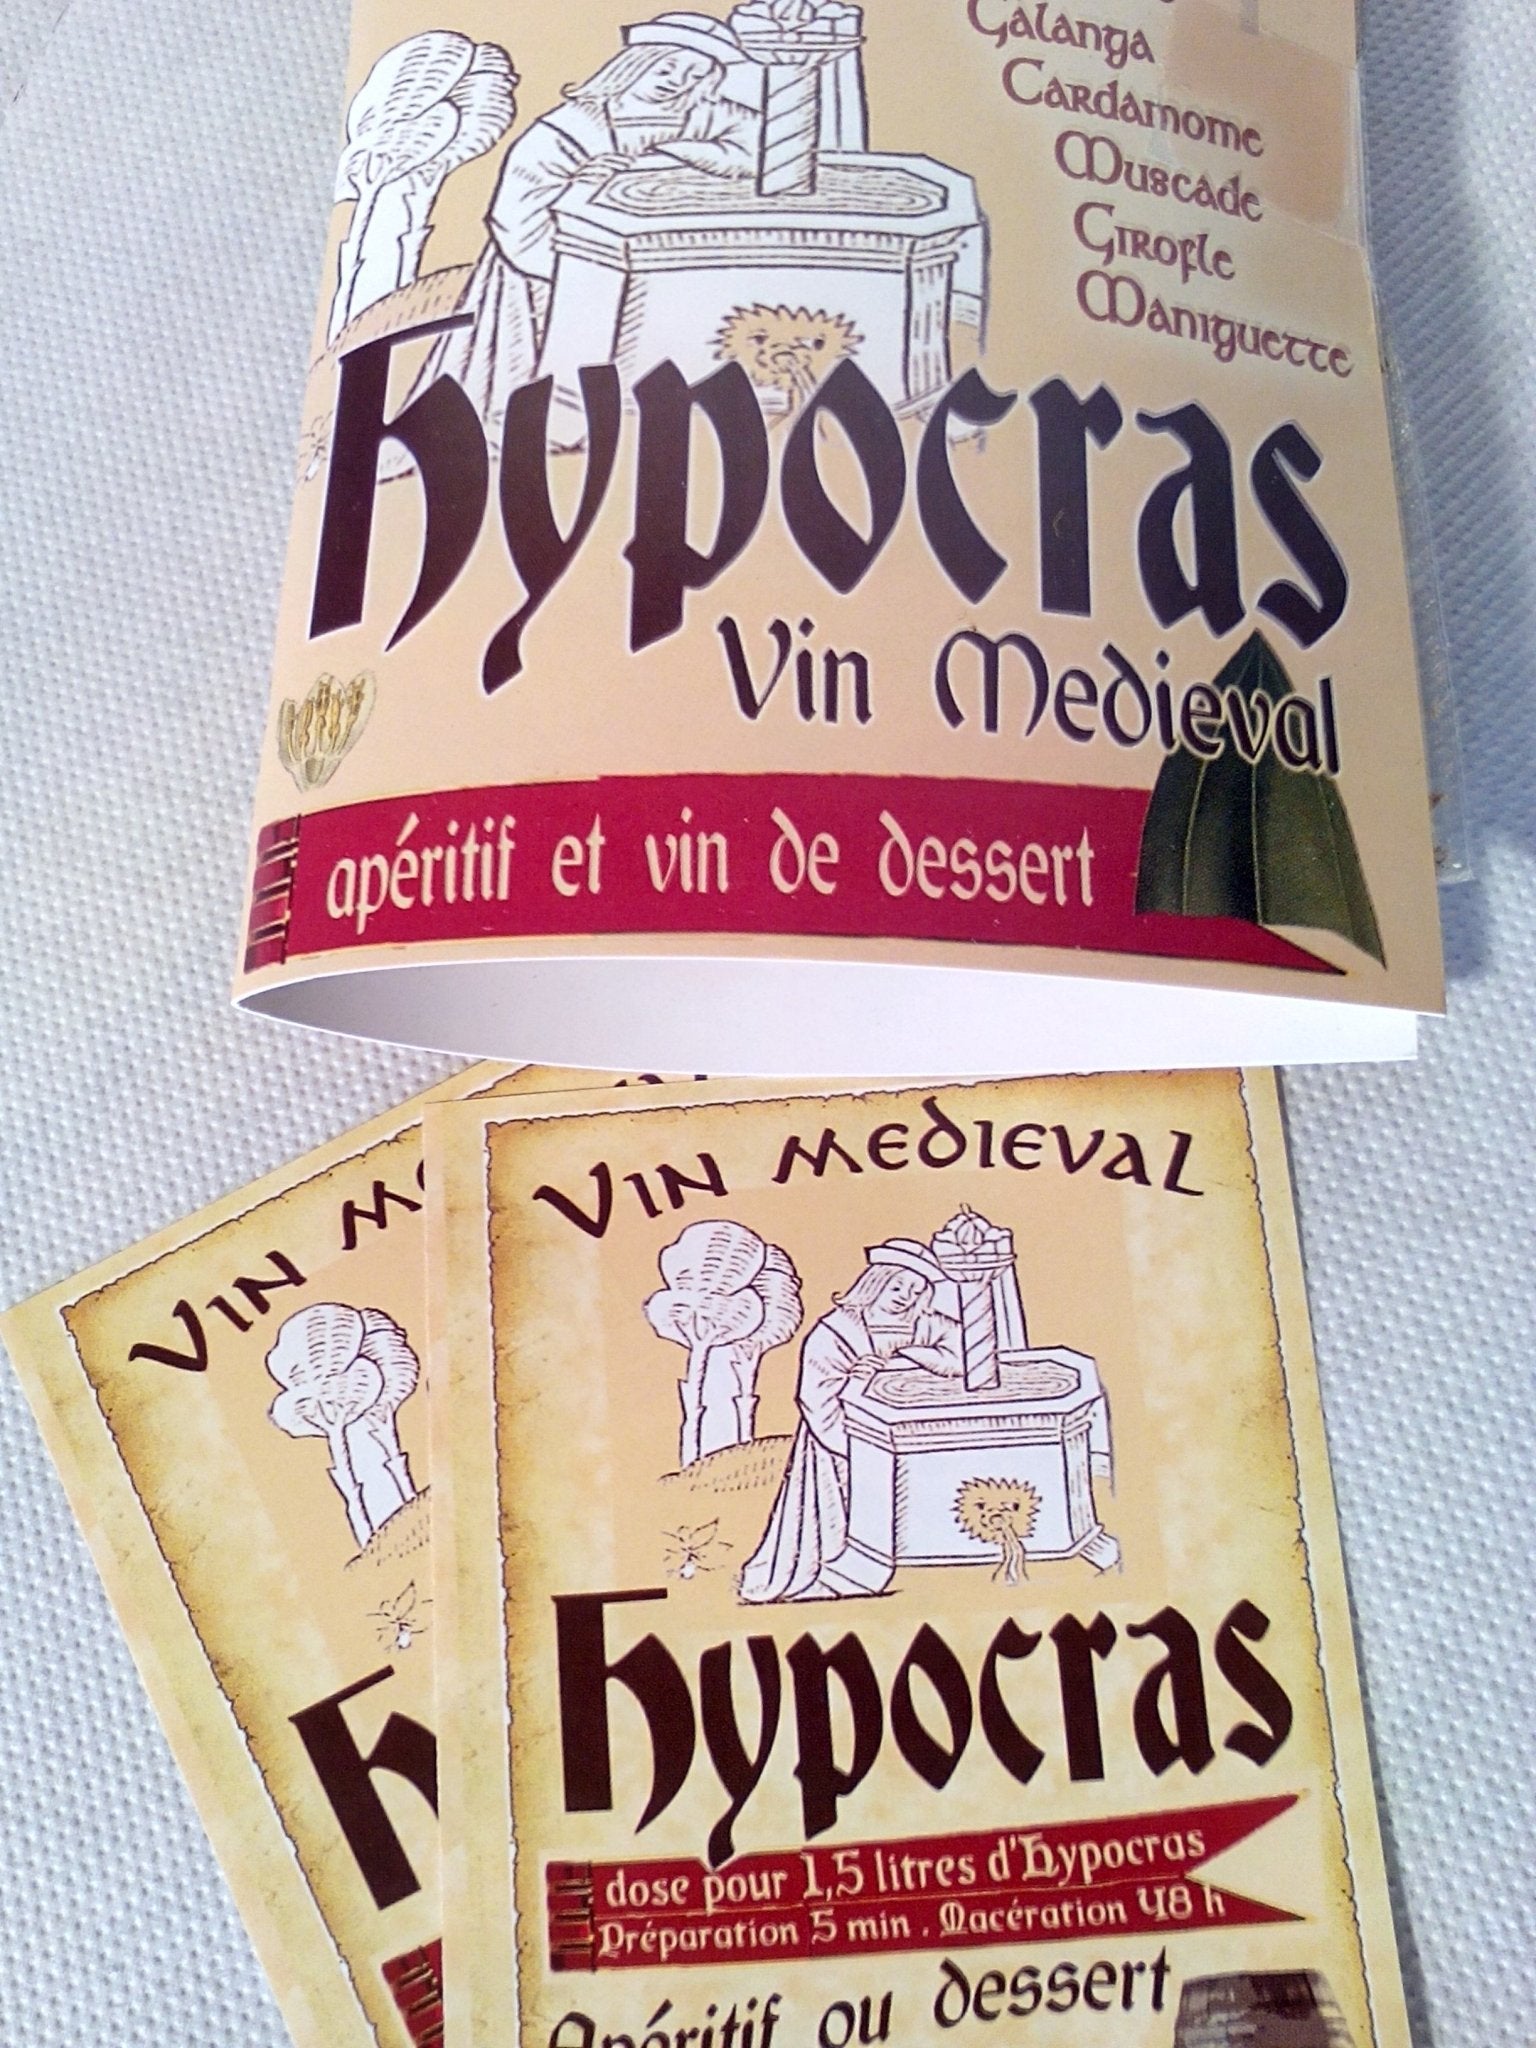 Galanga
Cardamome
Muscade
Girofle
Maniguette
hypocras
Vin Medieval
apéritif et vin de dessert
Vin
Vin medieval
h
hypocras
dose pour 1,5 litres d'hypocras
Préparation 5 min . Macération 48 h
Apéritif ou dessert